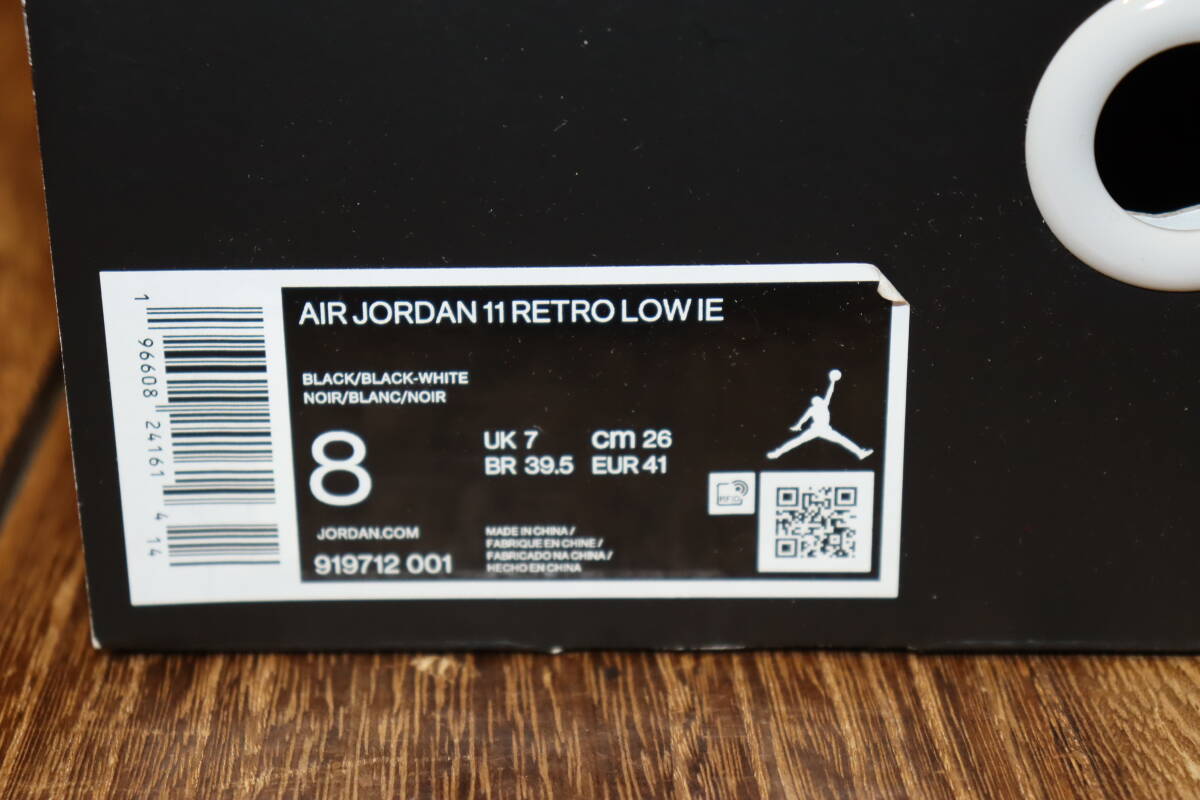 AIR JORDAN 11 RETRO LOW IE
BLACK/BLACK-WHITE
NOIR/BLANC/NOIR
8
UK 7 cm 26
BR 39.5 EUR 41
JORDAN.COM
919712 001
MADE IN CHINA /
FABRIQUE EN CHINE /
FABRICADO NA CHINA /
HECHO EN CHINA
RFID
1 96608 24161 4 14